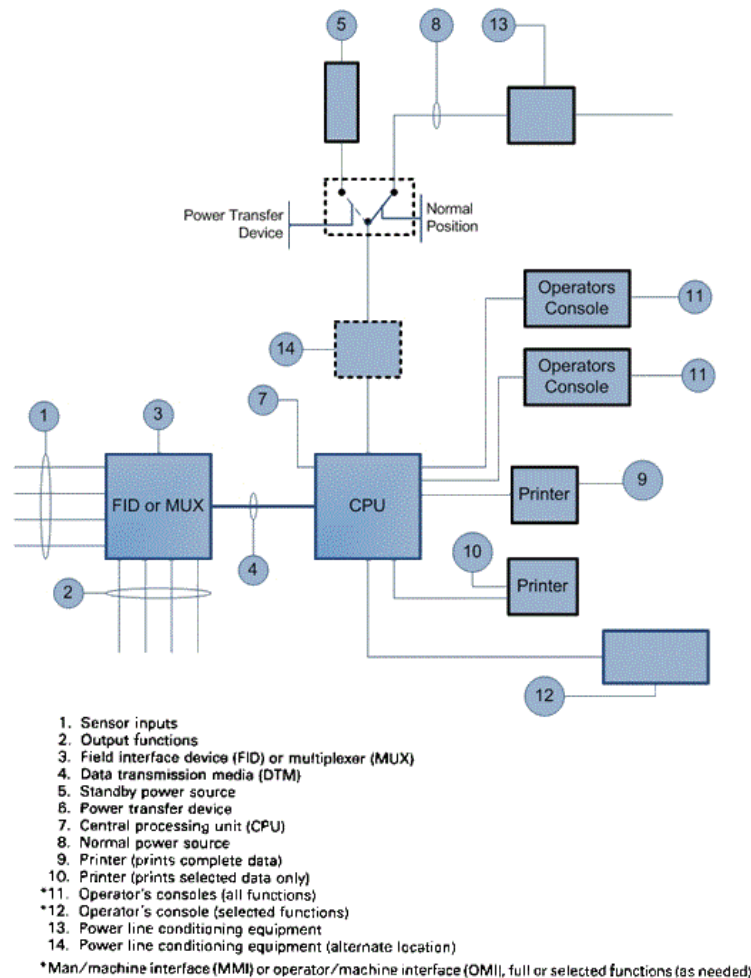 5
8
13
Power Transfer
Device
Normal
Position
Operators
Console
11
14
Operators
Console
11
7
1
3
FID or MUX
CPU
Printer
9
4
10
Printer
2
12
1. Sensor inputs
2. Output functions
3. Field interface device (FID) or multiplexer (MUX)
4. Data transmission media (DTM)
5. Standby power source
6. Power transfer device
7. Central processing unit (CPU)
8. Normal power source
9. Printer (prints complete data)
10. Printer (prints selected data only)
*11. Operator's consoles (all functions)
*12. Operator's console (selected functions)
13. Power line conditioning equipment
14. Power line conditioning equipment (alternate location)
*Man/machine interface (MMI) or operator/machine interface (OMI), full or selected functions (as needed)